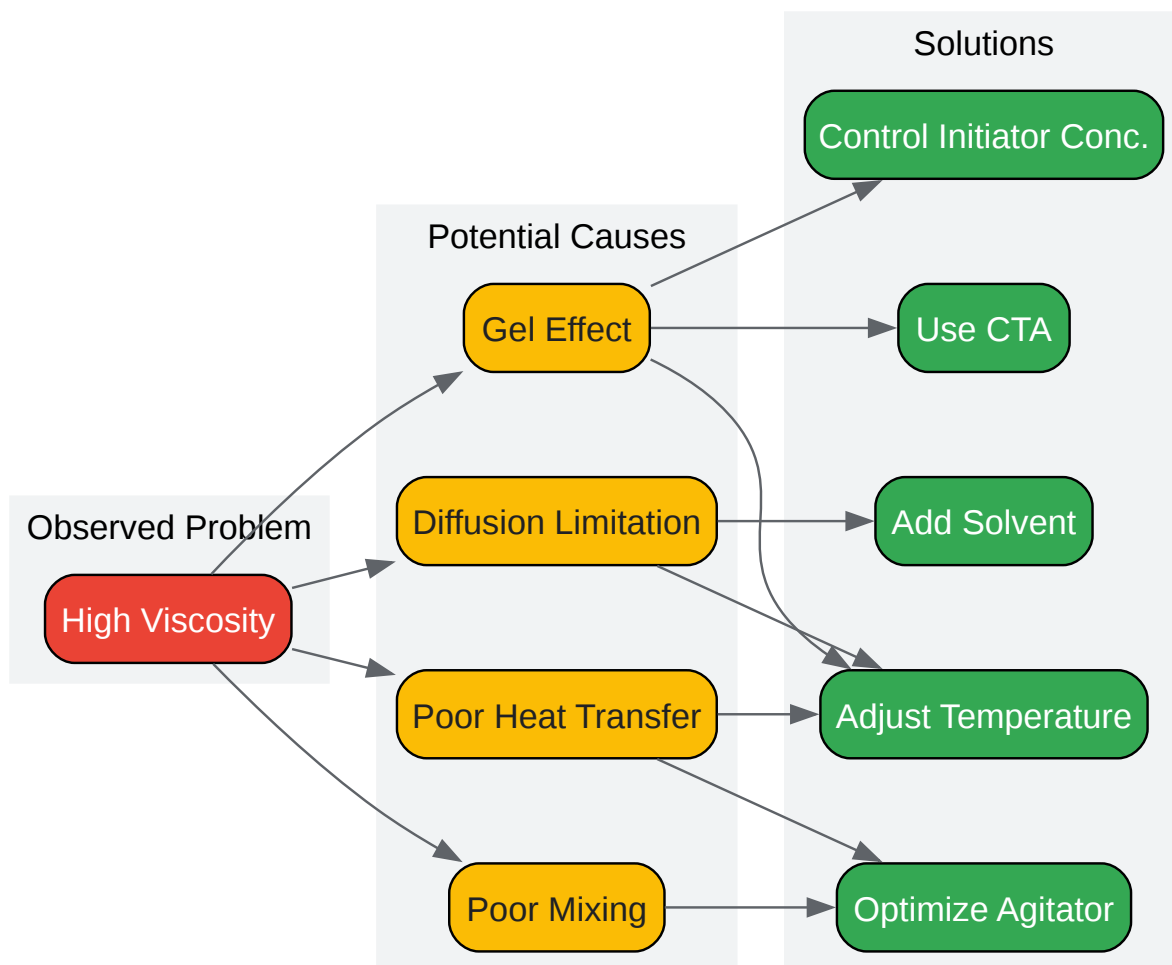 Observed Problem
High Viscosity
Potential Causes
Gel Effect
Diffusion Limitation
Poor Heat Transfer
Poor Mixing
Solutions
Control Initiator Conc.
Use CTA
Add Solvent
Adjust Temperature
Optimize Agitator